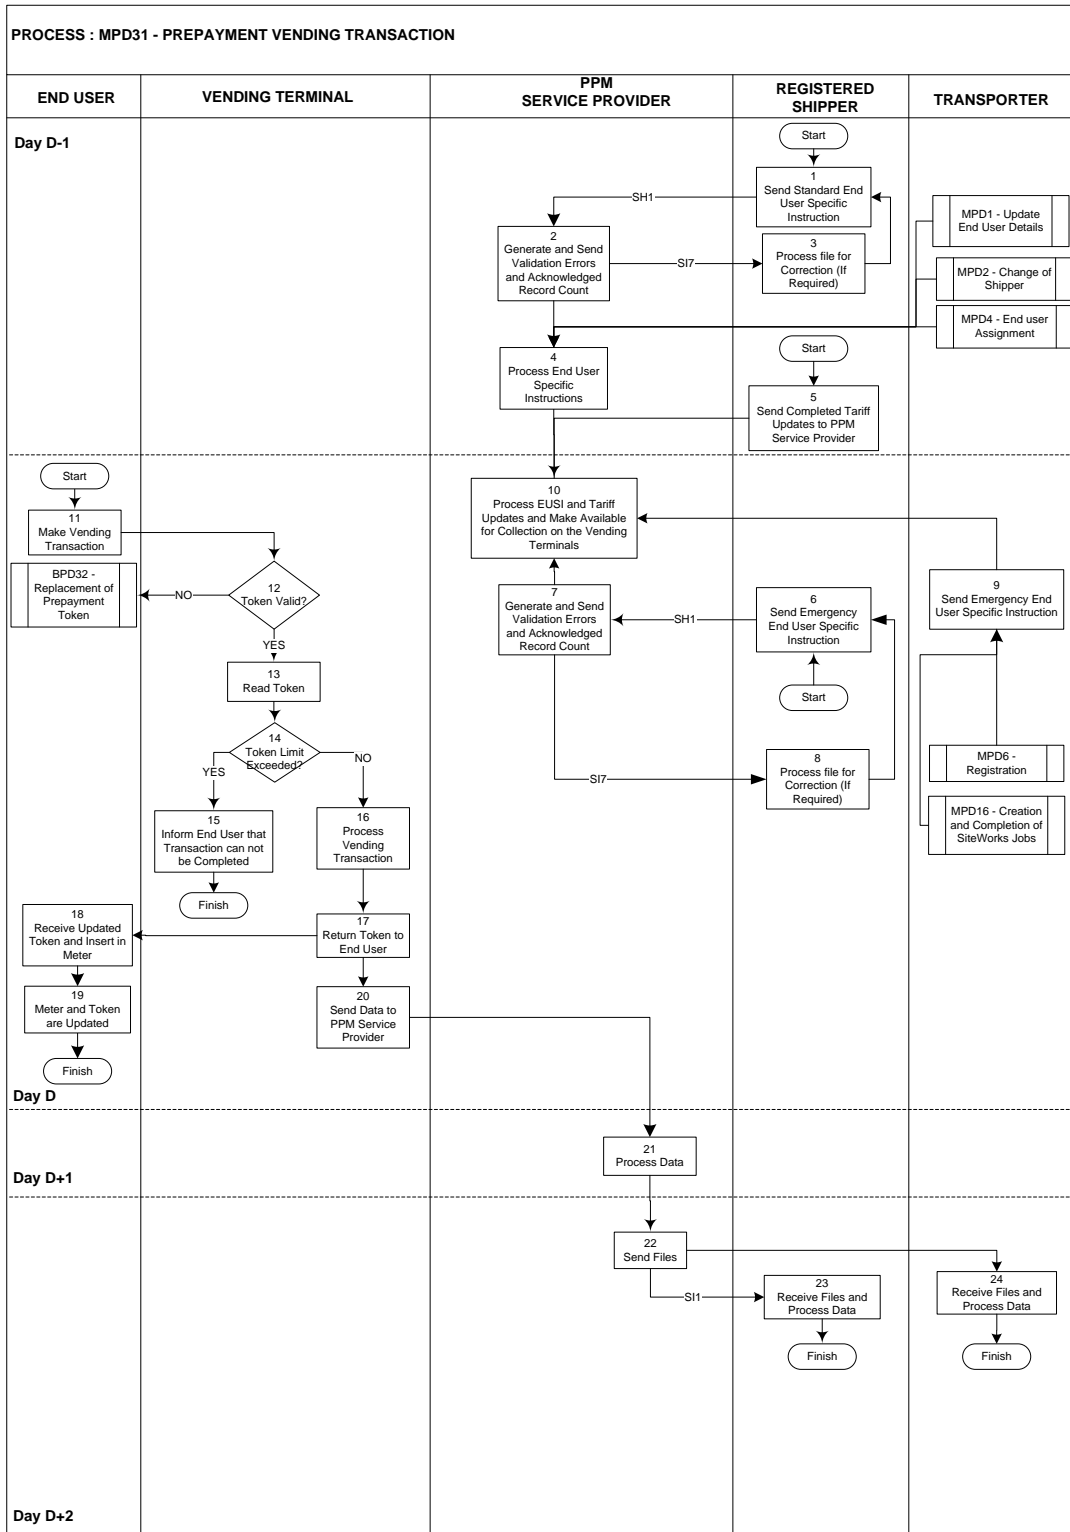 PROCESS : MPD31 - PREPAYMENT VENDING TRANSACTION
END USER
VENDING TERMINAL
PPM
SERVICE PROVIDER
REGISTERED
SHIPPER
TRANSPORTER
Day D-1
Start
1
Send Standard End
User Specific
Instruction
SH1
2
Generate and Send
Validation Errors
and Acknowledged
Record Count
SI7
3
Process file for
Correction (If
Required)
MPD1 - Update
End User Details
MPD2 - Change of
Shipper
MPD4 - End user
Assignment
4
Process End User
Specific
Instructions
Start
5
Send Completed Tariff
Updates to PPM
Service Provider
Start
11
Make Vending
Transaction
BPD32 -
Replacement of
Prepayment
Token
NO
12
Token Valid?
YES
13
Read Token
14
Token Limit
Exceeded?
YES
NO
15
Inform End User that
Transaction can not
be Completed
Finish
16
Process
Vending
Transaction
17
Return Token to
End User
18
Receive Updated
Token and Insert in
Meter
19
Meter and Token
are Updated
Finish
20
Send Data to
PPM Service
Provider
10
Process EUSI and Tariff
Updates and Make Available
for Collection on the Vending
Terminals
7
Generate and Send
Validation Errors
and Acknowledged
Record Count
SH1
6
Send Emergency
End User Specific
Instruction
Start
SI7
8
Process file for
Correction (If
Required)
9
Send Emergency End
User Specific Instruction
MPD6 -
Registration
MPD16 - Creation
and Completion of
SiteWorks Jobs
Day D
21
Process Data
Day D+1
22
Send Files
SI1
23
Receive Files and
Process Data
Finish
24
Receive Files and
Process Data
Finish
Day D+2